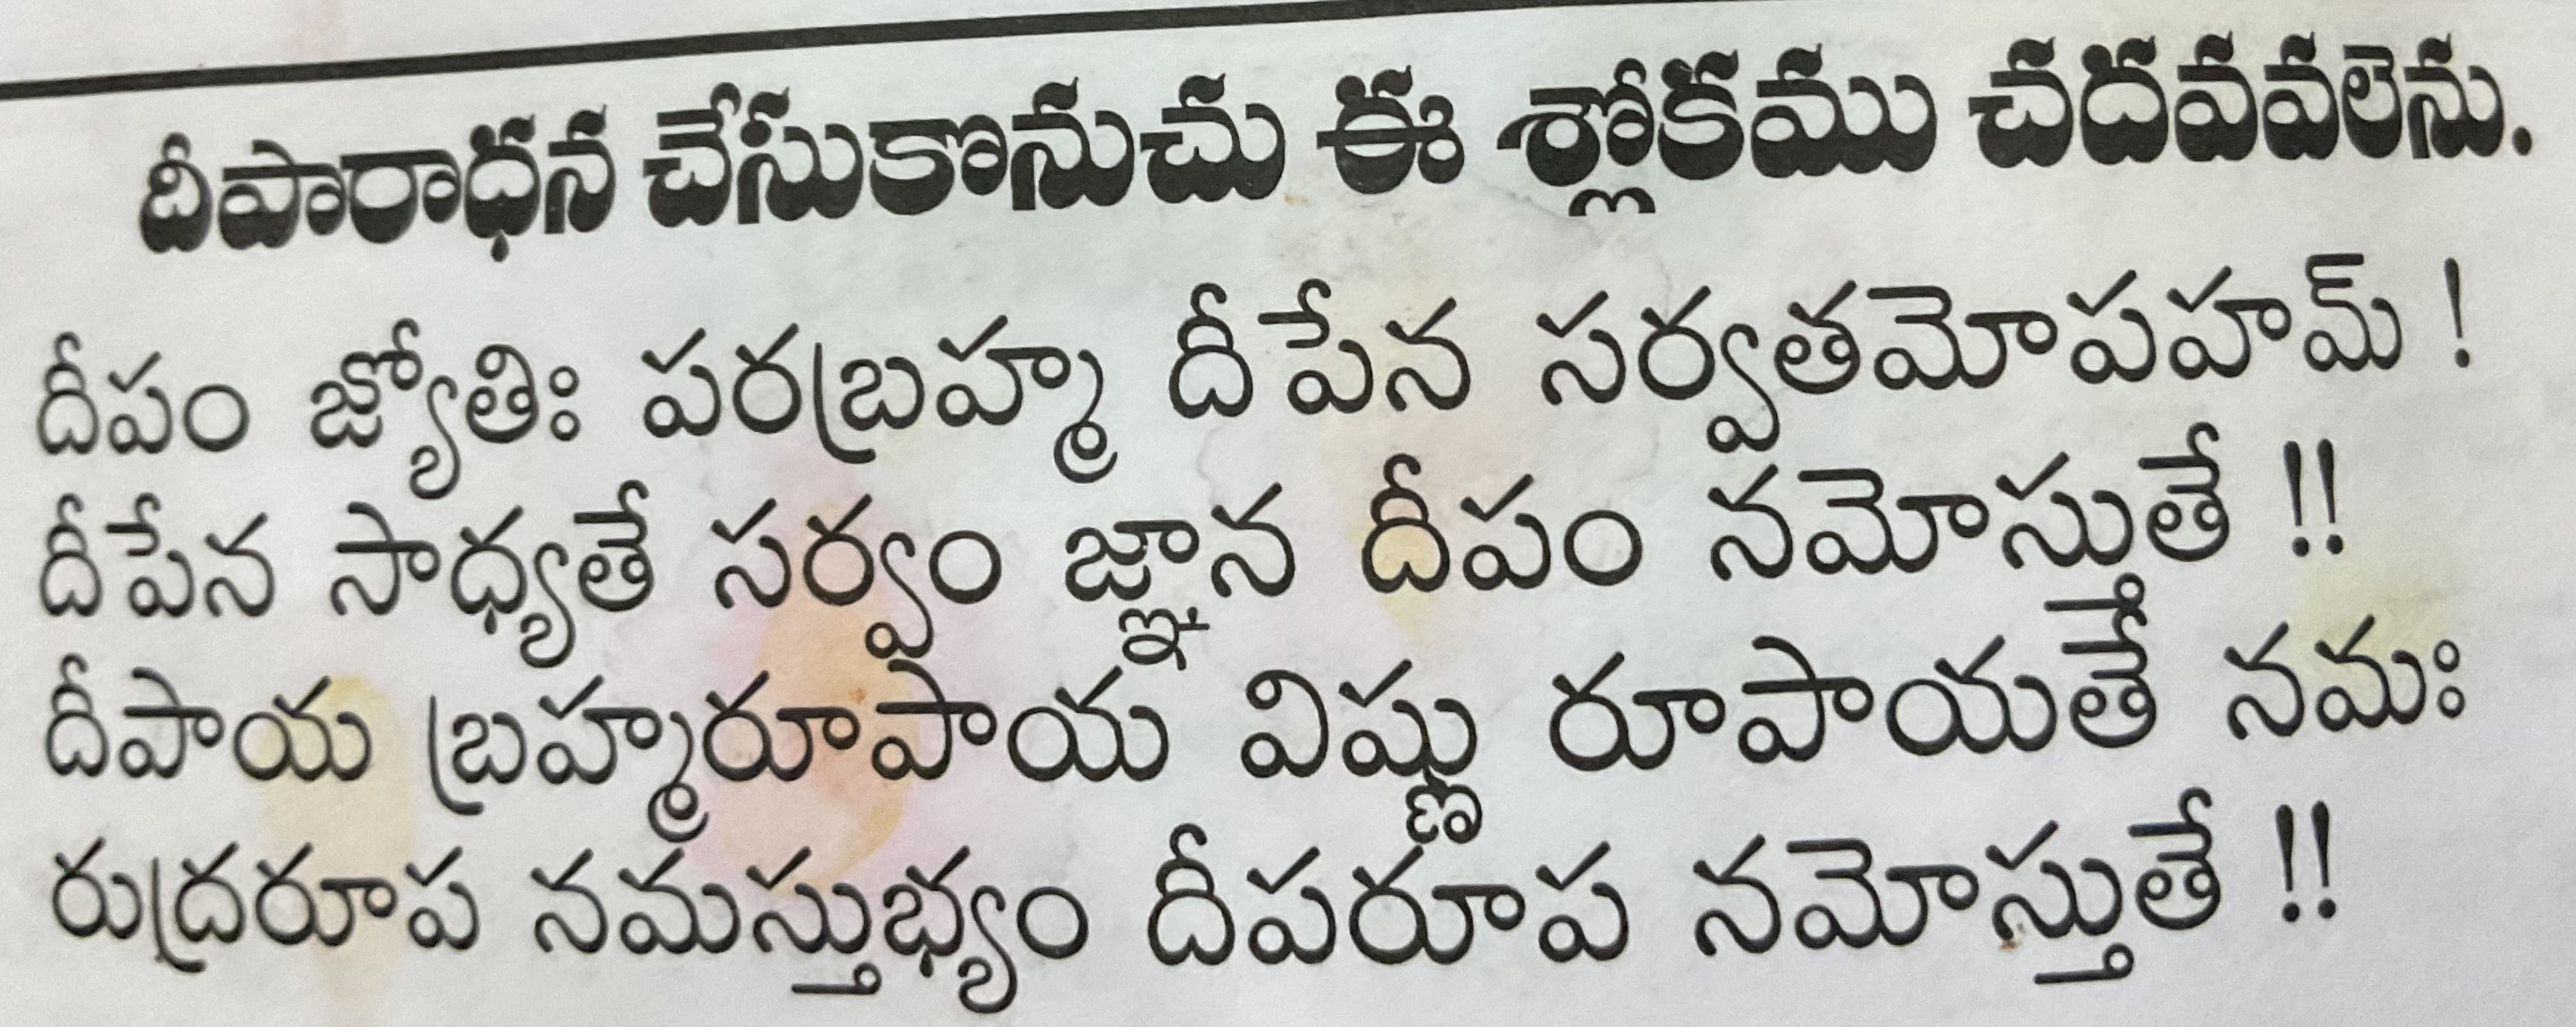 దీపారాధన చేసుకొనుచు ఈ శ్లోకము చదవవలెను.
దీపం జ్యోతిః పరబ్రహ్మ దీపేన సర్వతమోపహమ్ !
దీపేన సాధ్యతే సర్వం జ్ఞాన దీపం నమోస్తుతే !!
దీపాయ బ్రహ్మరూపాయ విష్ణు రూపాయతే నమః
రుద్రరూప నమస్తుభ్యం దీపరూప నమోస్తుతే !!